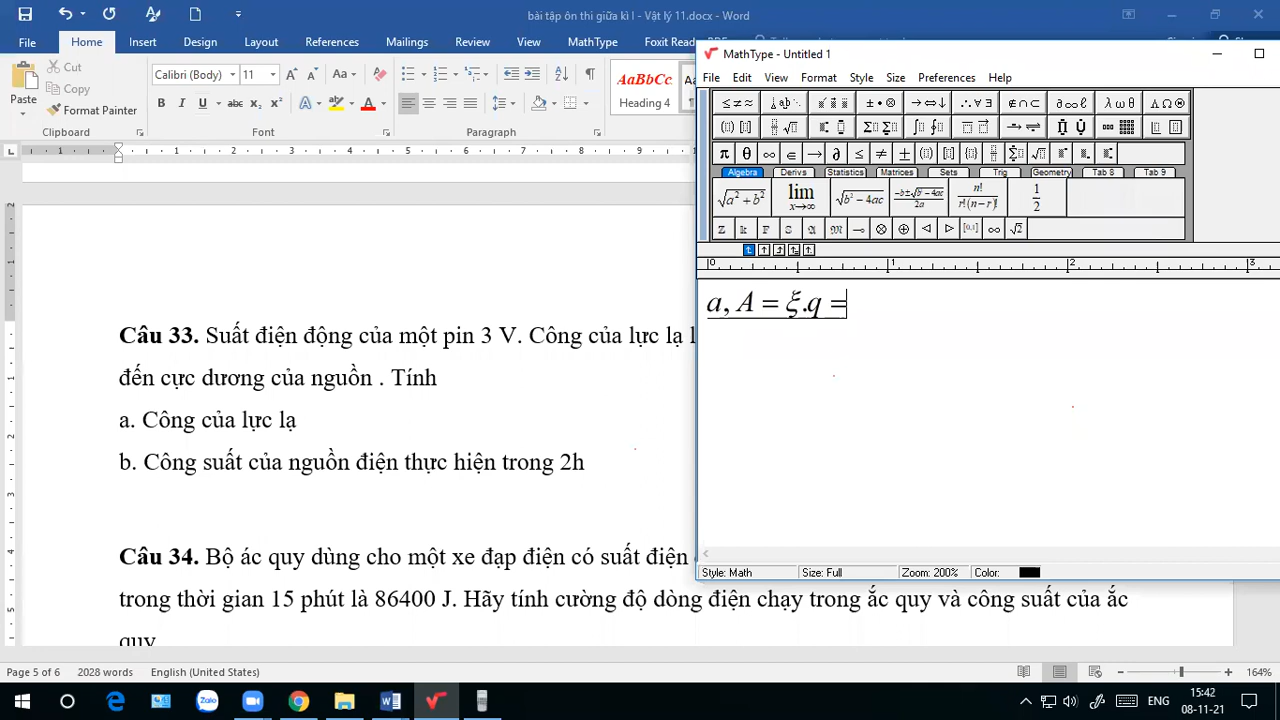 bài tập ôn thi giữa kì I - Vật lý 11.docx - Word
File Home Insert Design Layout References Mailings Review View MathType Foxit Reader
Cut
Copy
Format Painter
Paste
Clipboard
Calibri (Body) 11
Font
Paragraph
AaBbCc
Heading 4
MathType - Untitled 1
File Edit View Format Style Size Preferences Help
Algebra Derivs Statistics Matrices Sets Trig Geometry Tab 8 Tab 9
a, A = ξ.q =
Style: Math Size: Full Zoom: 200% Color:
Câu 33. Suất điện động của một pin 3 V. Công của lực lạ
đến cực dương của nguồn . Tính
a. Công của lực lạ
b. Công suất của nguồn điện thực hiện trong 2h
Câu 34. Bộ ác quy dùng cho một xe đạp điện có suất điện
trong thời gian 15 phút là 86400 J. Hãy tính cường độ dòng điện chạy trong ắc quy và công suất của ắc
quy
Page 5 of 6 2028 words English (United States) 164%
Zalo
ENG
15:42
08-11-21